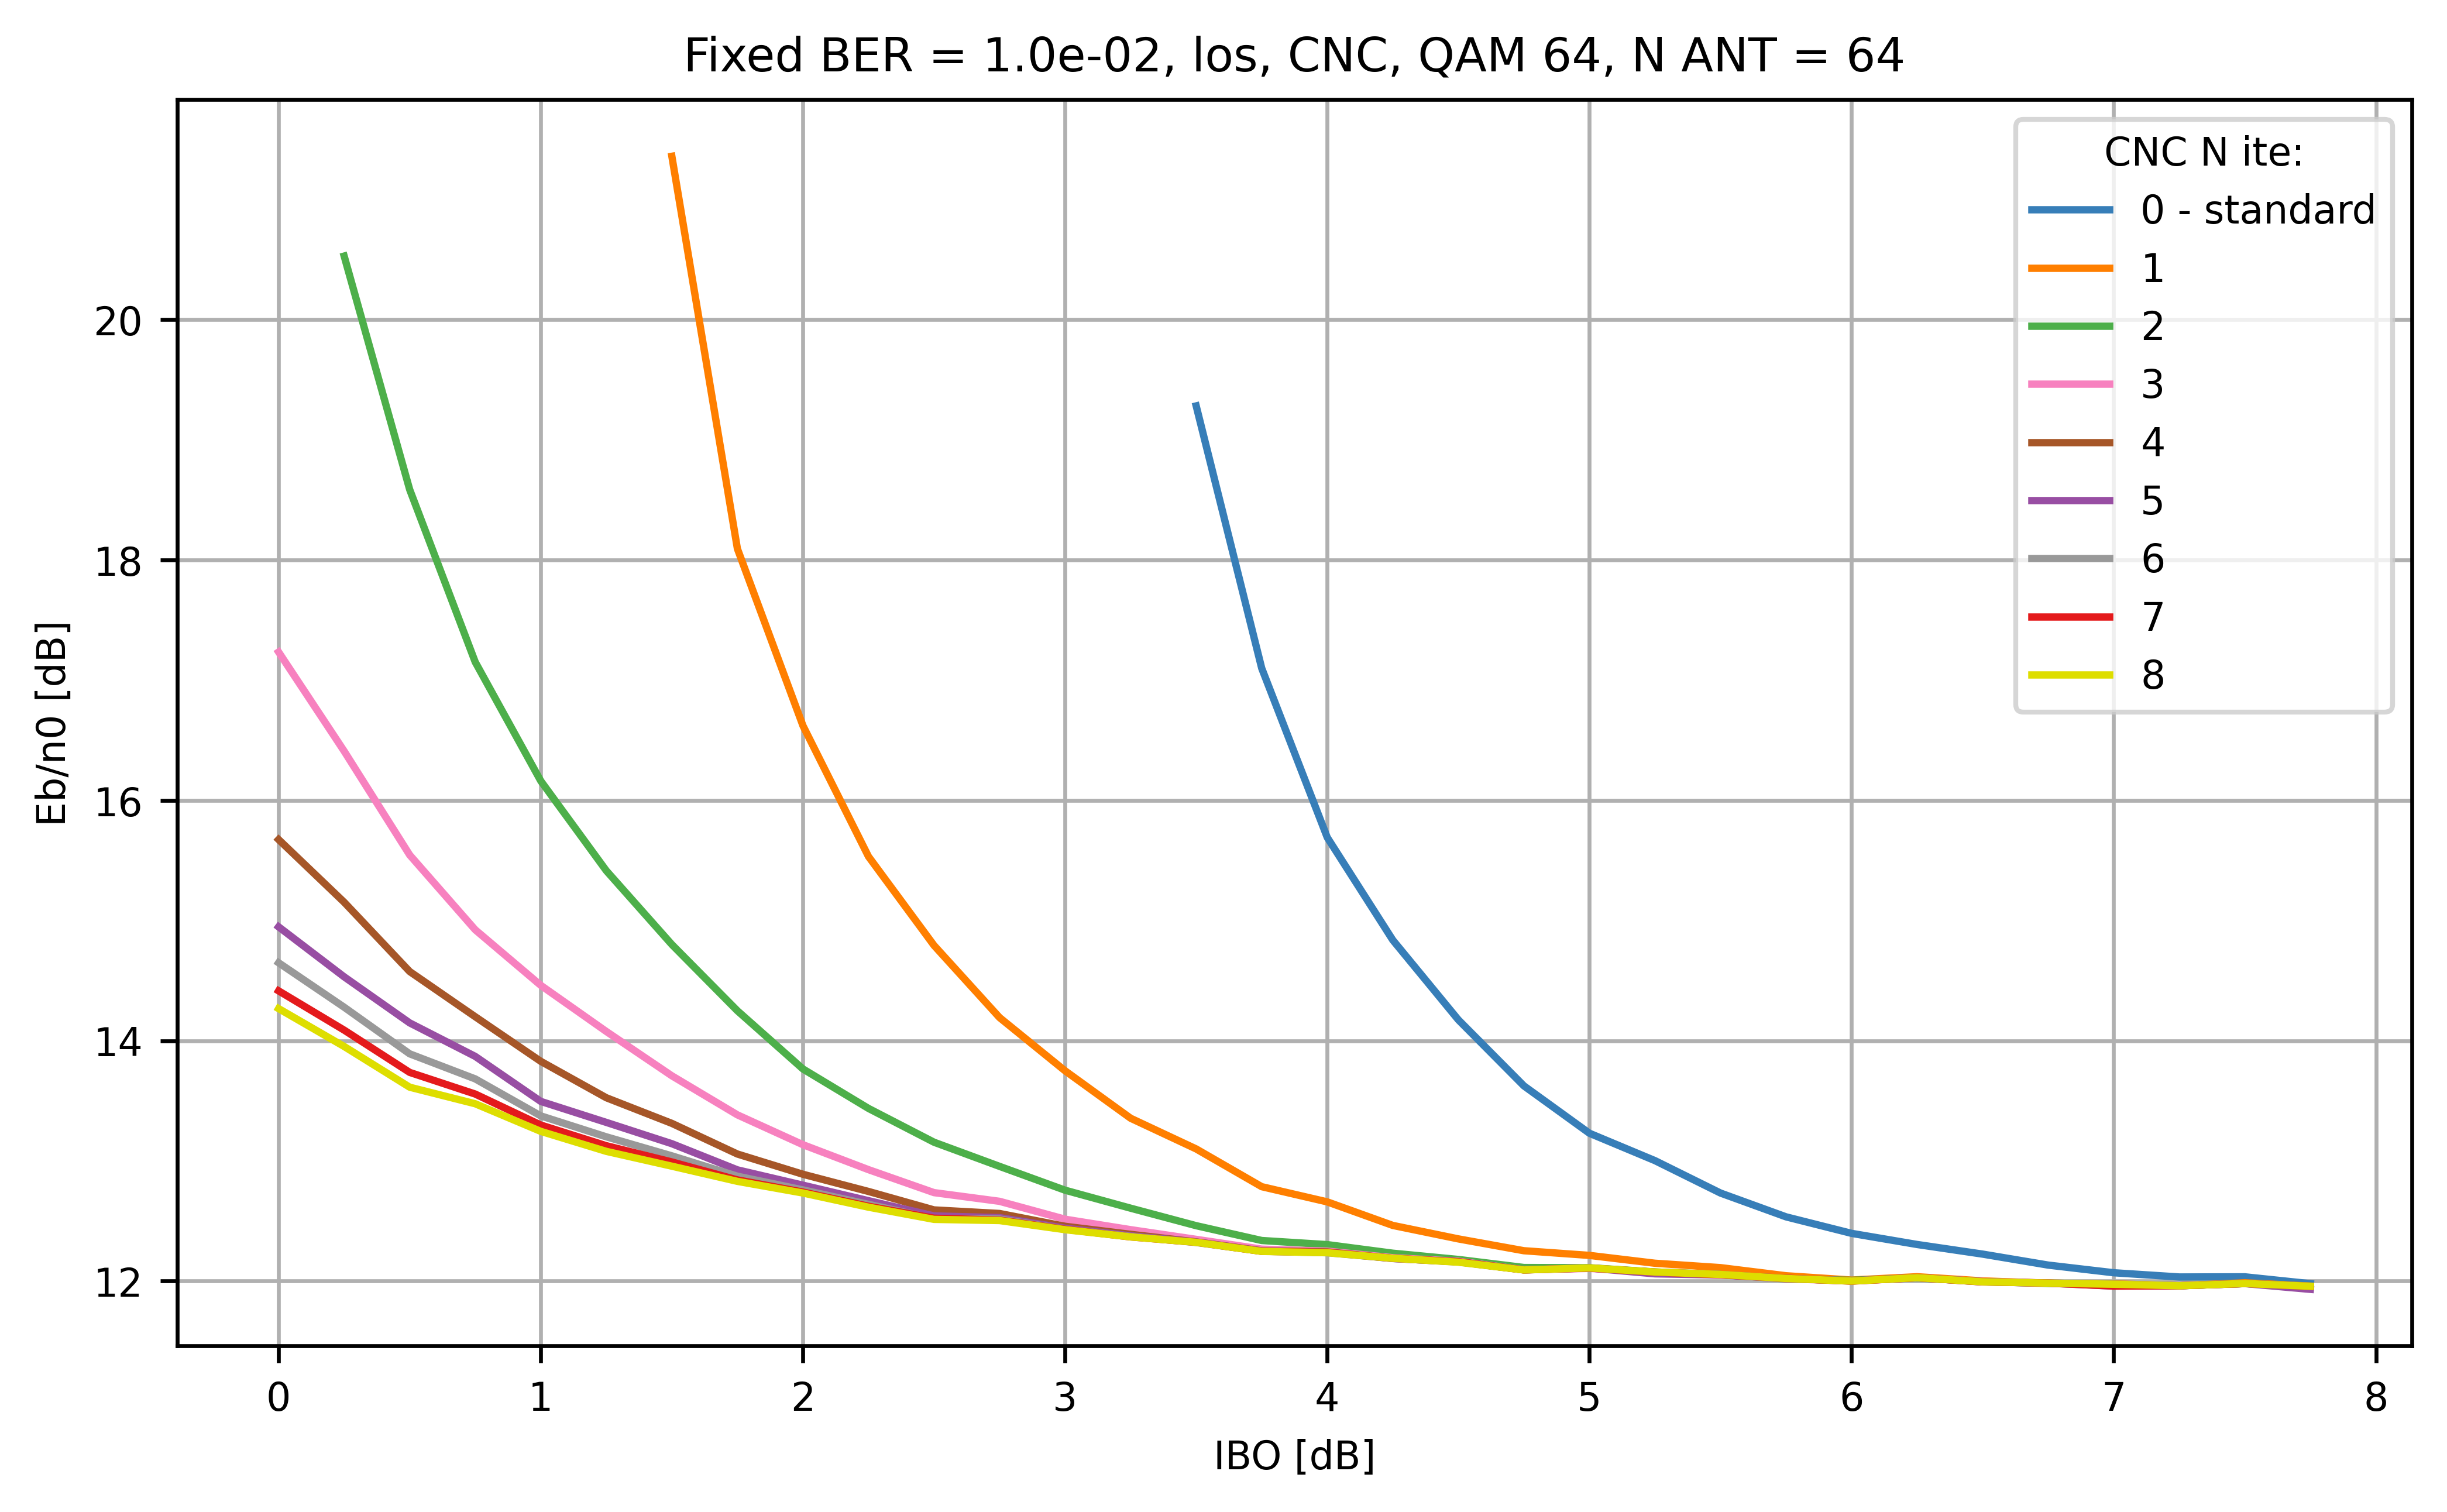 Fixed BER = 1.0e-02, los, CNC, QAM 64, N ANT = 64
CNC N ite:
0 - standard
1
2
3
4
5
6
7
8
20
18
16
14
12
Eb/n0 [dB]
0 1 2 3 4 5 6 7 8
IBO [dB]